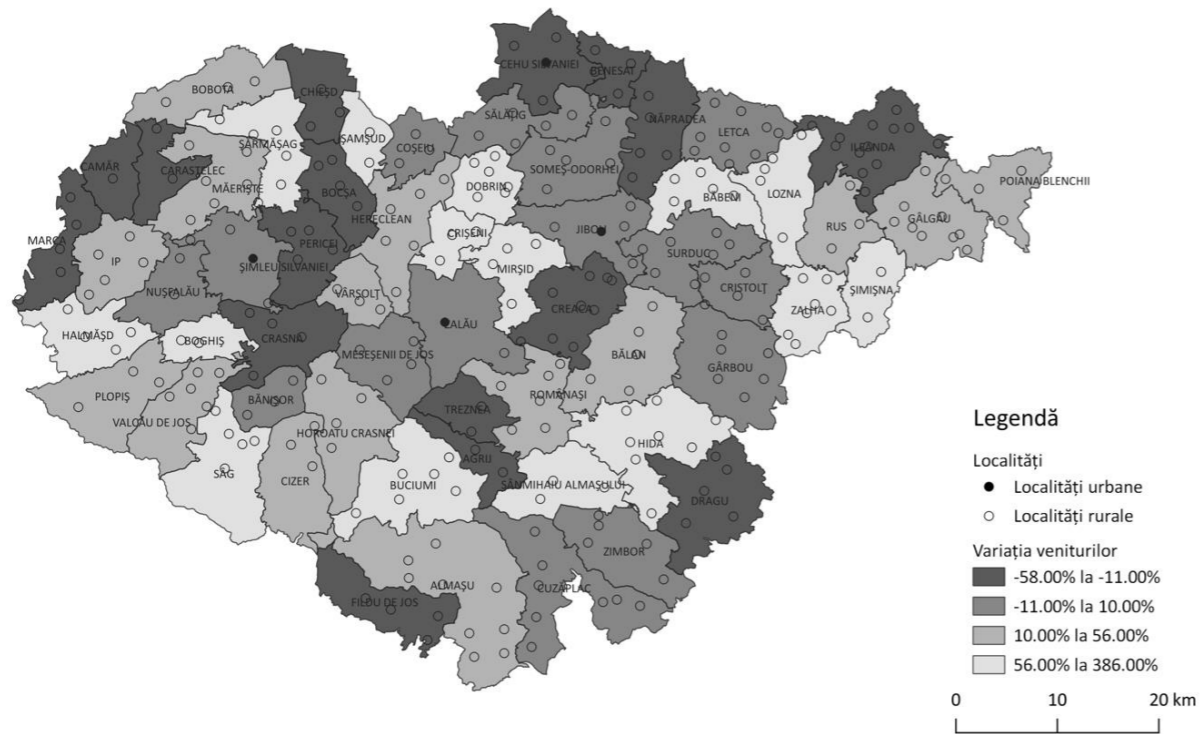 CEHU SILVANIEI
BENESAT
BOBOTA
CHIEȘD
SĂLĂȚIG
NĂPRADEA
LETCA
ILEANDA
ȘĂRMĂȘAG
ȘAMȘUD
COȘEIU
CAMĂR
CARASTELEC
SOMEȘ-ODORHEI
POIANA BLENCHII
MĂERIȘTE
BOCȘA
DOBRIN
BĂBENI
LOZNA
HERECLEAN
GÂLGĂU
CRIȘENI
JIBOU
RUS
MARCA
PERICEI
IP
ȘIMLEU SILVANIEI
MIRȘID
SURDUC
NUȘFALĂU
VÂRȘOLȚ
CRISTOLȚ
ȘIMIȘNA
CREACA
ZALHA
HALMĂȘD
BOGHIȘ
CRASNA
ZALĂU
MESEȘENII DE JOS
BĂLAN
GÂRBOU
PLOPIȘ
BĂNIȘOR
ROMÂNAȘI
TREZNEA
VALCĂU DE JOS
HOROATU CRASNEI
HIDA
AGRIJ
SÂG
CIZER
BUCIUMI
SÂNMIHAIU ALMAȘULUI
DRAGU
ZIMBOR
ALMAȘU
CUZĂPLAC
FILDU DE JOS
Legendă
Localități
Localități urbane
Localități rurale
Variația veniturilor
-58.00% la -11.00%
-11.00% la 10.00%
10.00% la 56.00%
56.00% la 386.00%
0 10 20 km